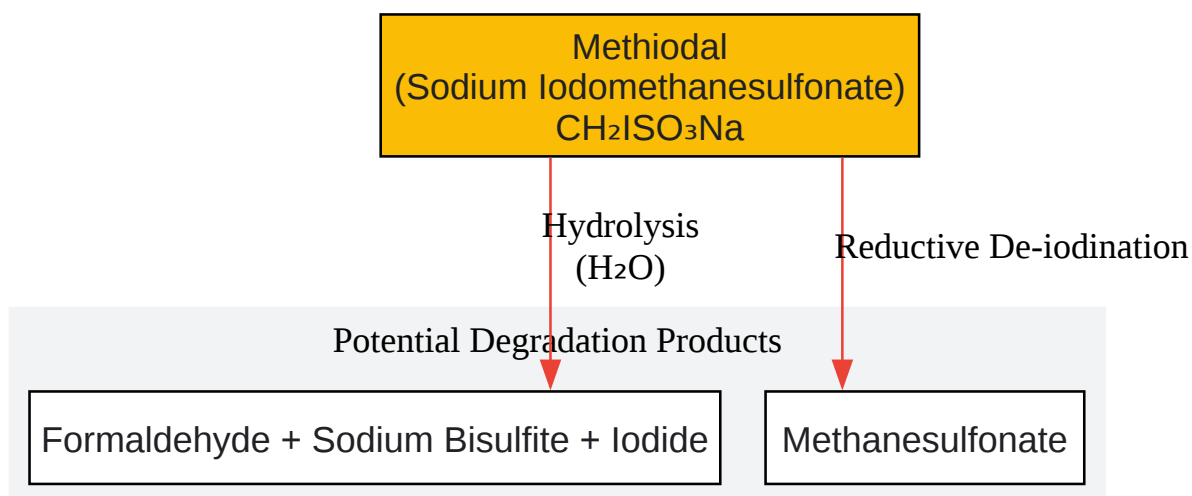 Methiodal
(Sodium Iodomethanesulfonate)
CH₂ISO₃Na
Hydrolysis
(H₂O)
Reductive De-iodination
Potential Degradation Products
Formaldehyde + Sodium Bisulfite + Iodide
Methanesulfonate